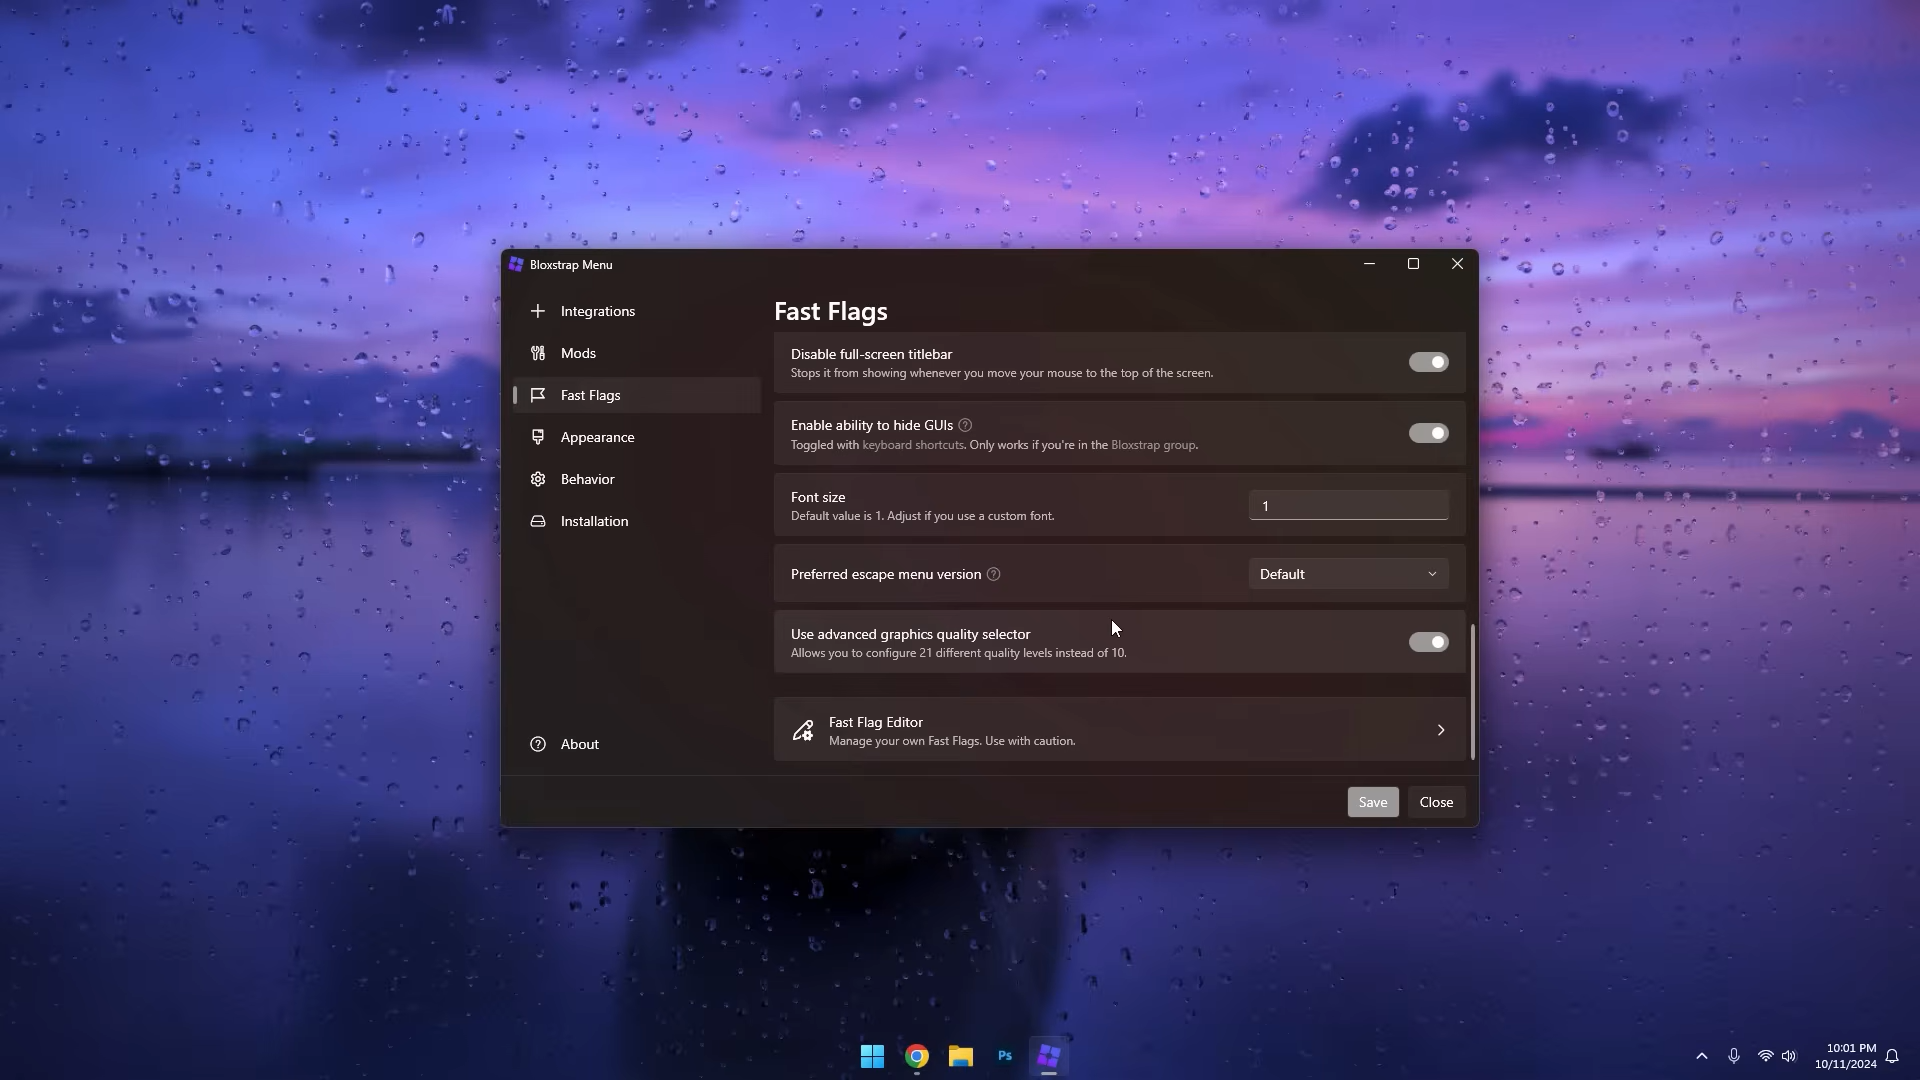 Bloxstrap Menu
Integrations
Mods
Fast Flags
Appearance
Behavior
Installation
About
Fast Flags
Disable full-screen titlebar
Stops it from showing whenever you move your mouse to the top of the screen.
Enable ability to hide GUIs
Toggled with keyboard shortcuts. Only works if you're in the Bloxstrap group.
Font size
Default value is 1. Adjust if you use a custom font.
1
Preferred escape menu version
Default
Use advanced graphics quality selector
Allows you to configure 21 different quality levels instead of 10.
Fast Flag Editor
Manage your own Fast Flags. Use with caution.
Save
Close
Ps
10:01 PM
10/11/2024